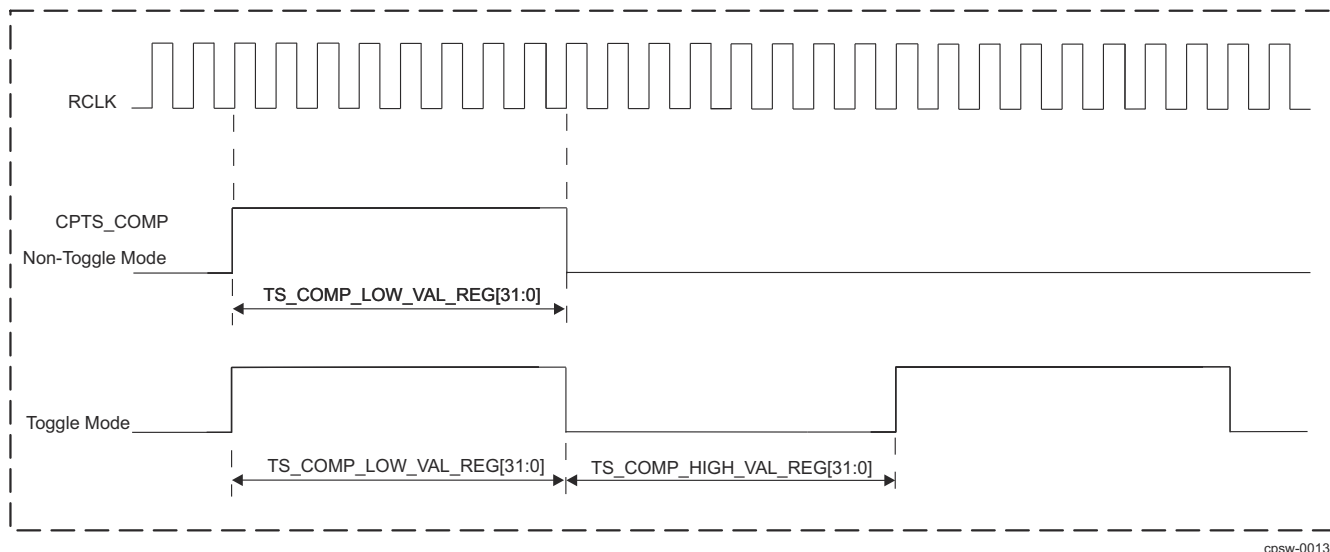 RCLK
CPTS_COMP
Non-Toggle Mode
TS_COMP_LOW_VAL_REG[31:0]
Toggle Mode
TS_COMP_LOW_VAL_REG[31:0]
TS_COMP_HIGH_VAL_REG[31:0]
cpsw-0013